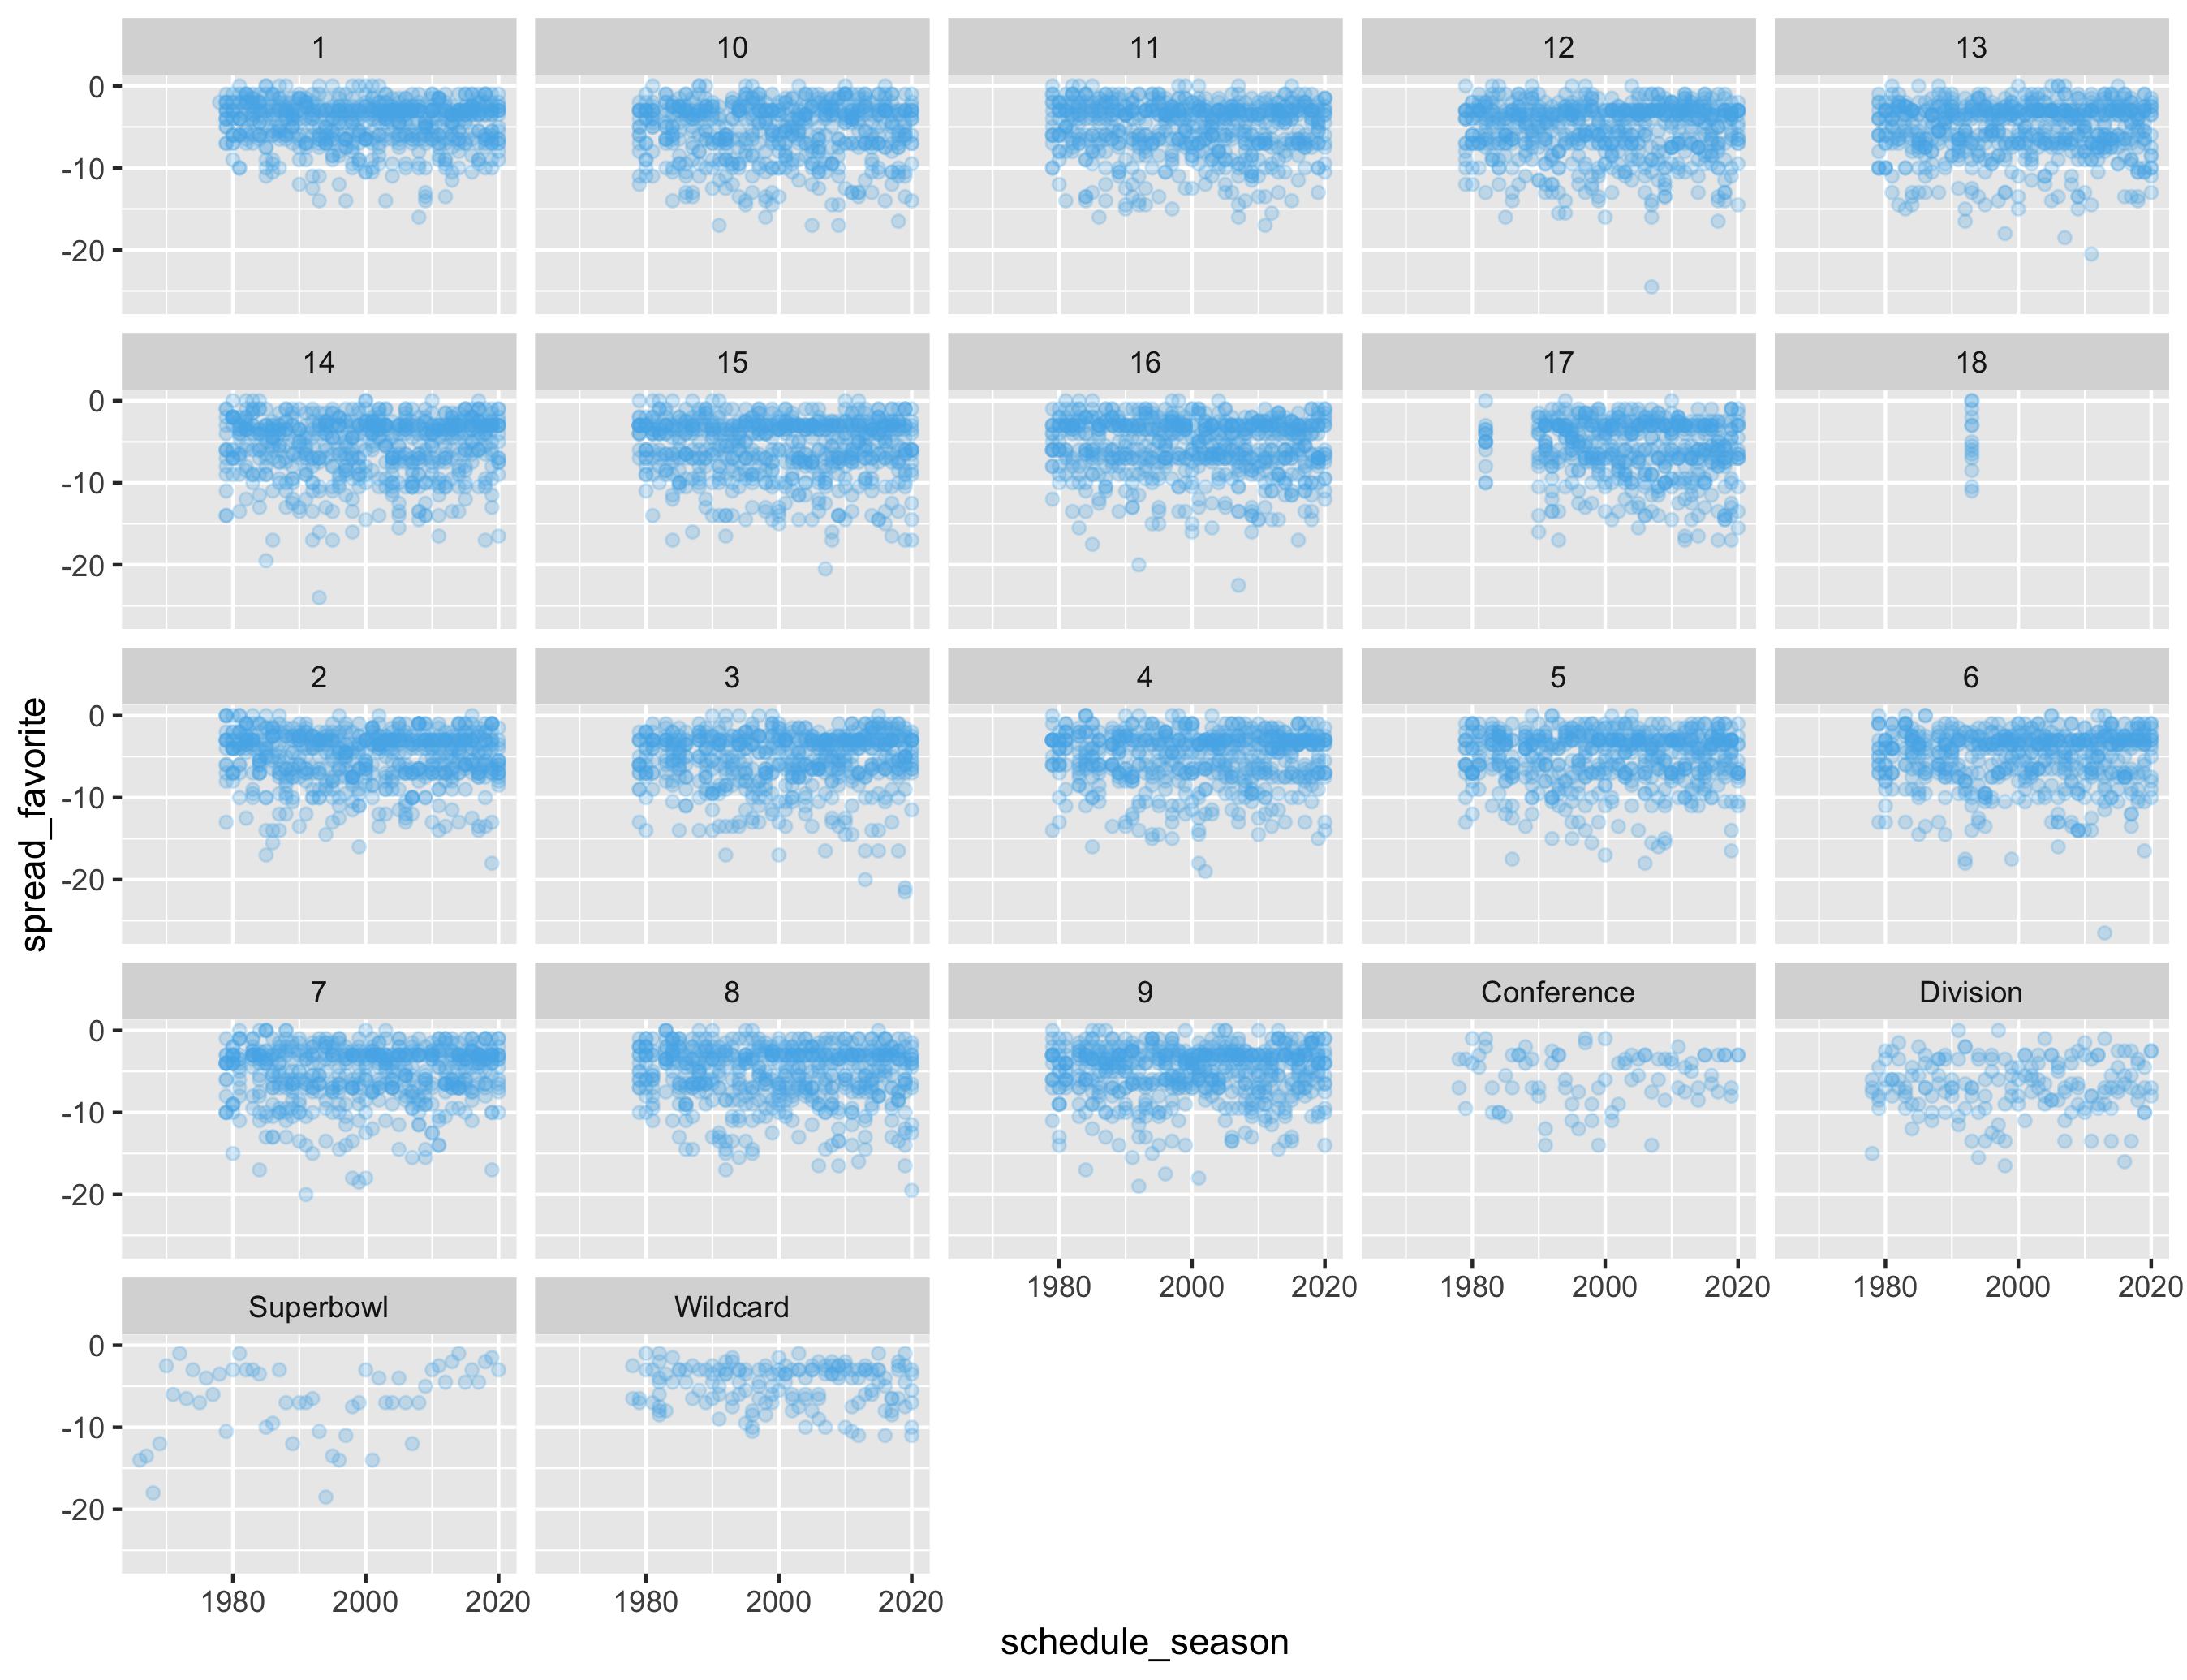 1 10 11 12 13
0
-10
-20
14 15 16 17 18
0
-10
-20
2 3 4 5 6
0
-10
-20
7 8 9 Conference Division
0
-10
-20
1980 2000 2020 1980 2000 2020 1980 2000 2020
Superbowl Wildcard
0
-10
-20
1980 2000 2020 1980 2000 2020
schedule_season
spread_favorite